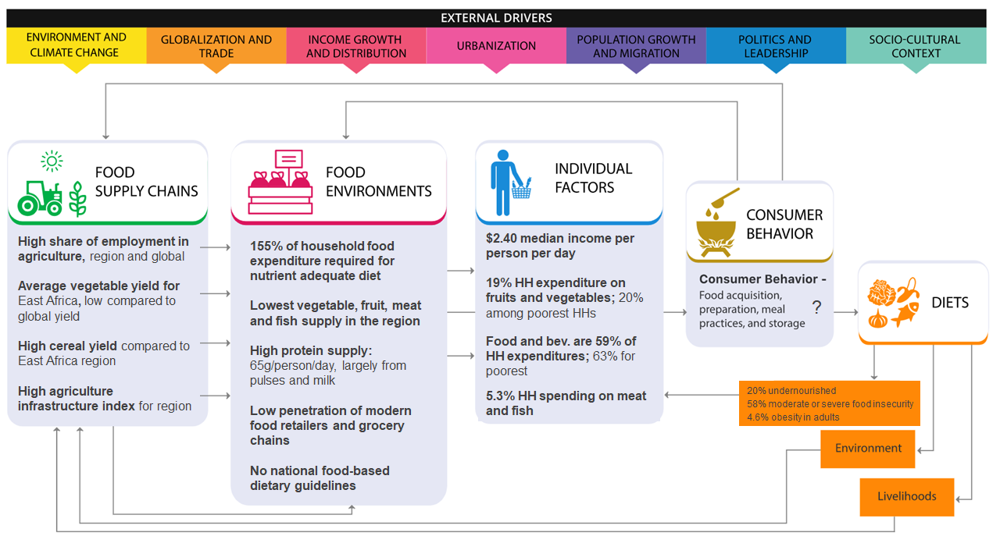 EXTERNAL DRIVERS
ENVIRONMENT AND
CLIMATE CHANGE
GLOBALIZATION AND
TRADE
INCOME GROWTH
AND DISTRIBUTION
URBANIZATION
POPULATION GROWTH
AND MIGRATION
POLITICS AND
LEADERSHIP
SOCIO-CULTURAL
CONTEXT
FOOD
SUPPLY CHAINS
High share of employment in
agriculture, region and global
Average vegetable yield for
East Africa, low compared to
global yield
High cereal yield compared to
East Africa region
High agriculture
infrastructure index for region
FOOD
ENVIRONMENTS
155% of household food
expenditure required for
nutrient adequate diet
Lowest vegetable, fruit, meat
and fish supply in the region
High protein supply:
65g/person/day, largely from
pulses and milk
Low penetration of modern
food retailers and grocery
chains
No national food-based
dietary guidelines
INDIVIDUAL
FACTORS
$2.40 median income per
person per day
19% HH expenditure on
fruits and vegetables; 20%
among poorest HHs
Food and bev. are 59% of
HH expenditures; 63% for
poorest
5.3% HH spending on meat
and fish
CONSUMER
BEHAVIOR
Consumer Behavior -
Food acquisition,
preparation, meal
practices, and storage
?
DIETS
20% undernourished
58% moderate or severe food insecurity
4.6% obesity in adults
Environment
Livelihoods